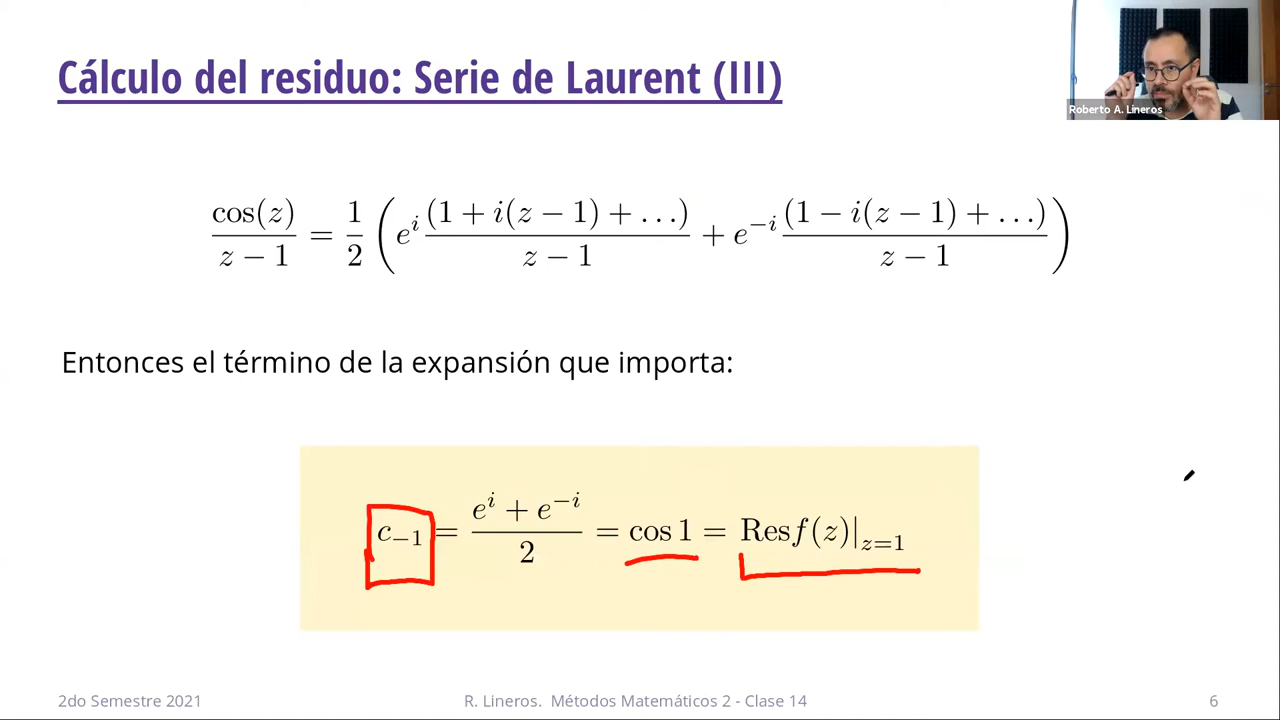 Cálculo del residuo: Serie de Laurent (III)
Roberto A. Lineros
cos(z)/(z − 1) = 1/2 ( e^i (1 + i(z − 1) + ...)/(z − 1) + e^{−i} (1 − i(z − 1) + ...)/(z − 1) )
Entonces el término de la expansión que importa:
c_{−1} = (e^i + e^{−i})/2 = cos 1 = Res f(z)|_{z=1}
2do Semestre 2021 R. Lineros. Métodos Matemáticos 2 - Clase 14 6